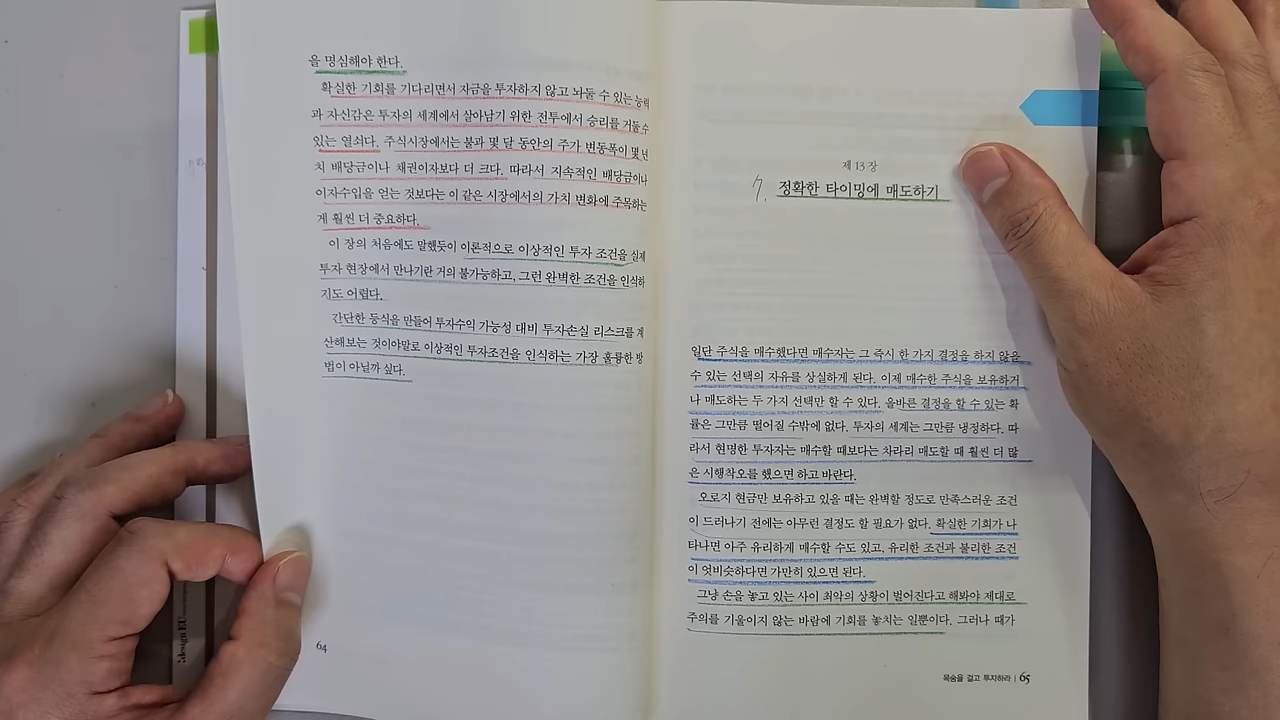 을 명심해야 한다.
확실한 기회를 기다리면서 자금을 투자하지 않고 놔둘 수 있는 능력
과 자신감은 투자의 세계에서 살아남기 위한 전투에서 승리를 거둘 수
있는 열쇠다. 주식시장에서는 불과 몇 달 동안의 주가 변동폭이 몇 년
치 배당금이나 채권이자보다 더 크다. 따라서 지속적인 배당금이나
이자수입을 얻는 것보다는 이 같은 시장에서의 가치 변화에 주목하는
게 훨씬 더 중요하다.
이 장의 처음에도 말했듯이 이론적으로 이상적인 투자 조건을 실제
투자 현장에서 만나기란 거의 불가능하고, 그런 완벽한 조건을 인식하
지도 어렵다.
간단한 등식을 만들어 투자수익 가능성 대비 투자손실 리스크를 계
산해보는 것이야말로 이상적인 투자조건을 인식하는 가장 훌륭한 방
법이 아닐까 싶다.
64
제 13 장
7. 정확한 타이밍에 매도하기
일단 주식을 매수했다면 매수자는 그 즉시 한 가지 결정을 하지 않을
수 있는 선택의 자유를 상실하게 된다. 이제 매수한 주식을 보유하거
나 매도하는 두 가지 선택만 할 수 있다. 올바른 결정을 할 수 있는 확
률은 그만큼 떨어질 수밖에 없다. 투자의 세계는 그만큼 냉정하다. 따
라서 현명한 투자자는 매수할 때보다는 차라리 매도할 때 훨씬 더 많
은 시행착오를 했으면 하고 바란다.
오로지 현금만 보유하고 있을 때는 완벽할 정도로 만족스러운 조건
이 드러나기 전에는 아무런 결정도 할 필요가 없다. 확실한 기회가 나
타나면 아주 유리하게 매수할 수도 있고, 유리한 조건과 불리한 조건
이 엇비슷하다면 가만히 있으면 된다.
그냥 손을 놓고 있는 사이 최악의 상황이 벌어진다고 해봐야 제대로
주의를 기울이지 않는 바람에 기회를 놓치는 일뿐이다. 그러나 때가
목숨을 걸고 투자하라 | 65
design EU